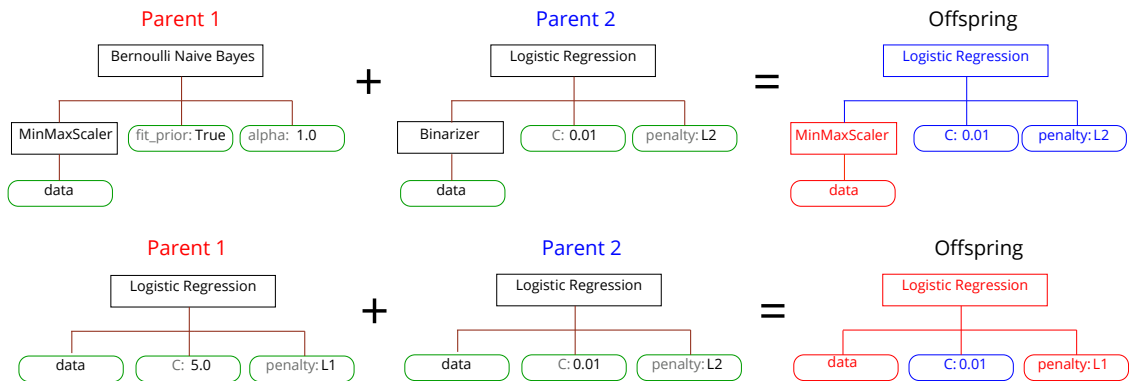 Parent 1
Parent 2
Offspring
Bernoulli Naive Bayes
+
Logistic Regression
=
Logistic Regression
MinMaxScaler
fit_prior: True
alpha: 1.0
Binarizer
C: 0.01
penalty: L2
MinMaxScaler
C: 0.01
penalty: L2
data
data
data
Parent 1
Parent 2
Offspring
Logistic Regression
+
Logistic Regression
=
Logistic Regression
data
C: 5.0
penalty: L1
data
C: 0.01
penalty: L2
data
C: 0.01
penalty: L1